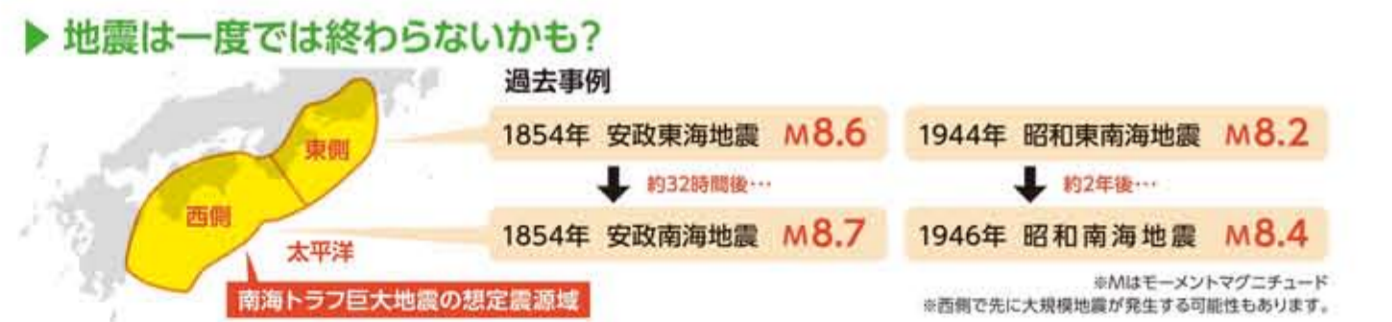 ▶ 地震は一度では終わらないかも?
過去事例
東側
西側
太平洋
南海トラフ巨大地震の想定震源域
1854年 安政東海地震 M8.6
約32時間後…
1854年 安政南海地震 M8.7
1944年 昭和東南海地震 M8.2
約2年後…
1946年 昭和南海地震 M8.4
※Mはモーメントマグニチュード
※西側で先に大規模地震が発生する可能性もあります。